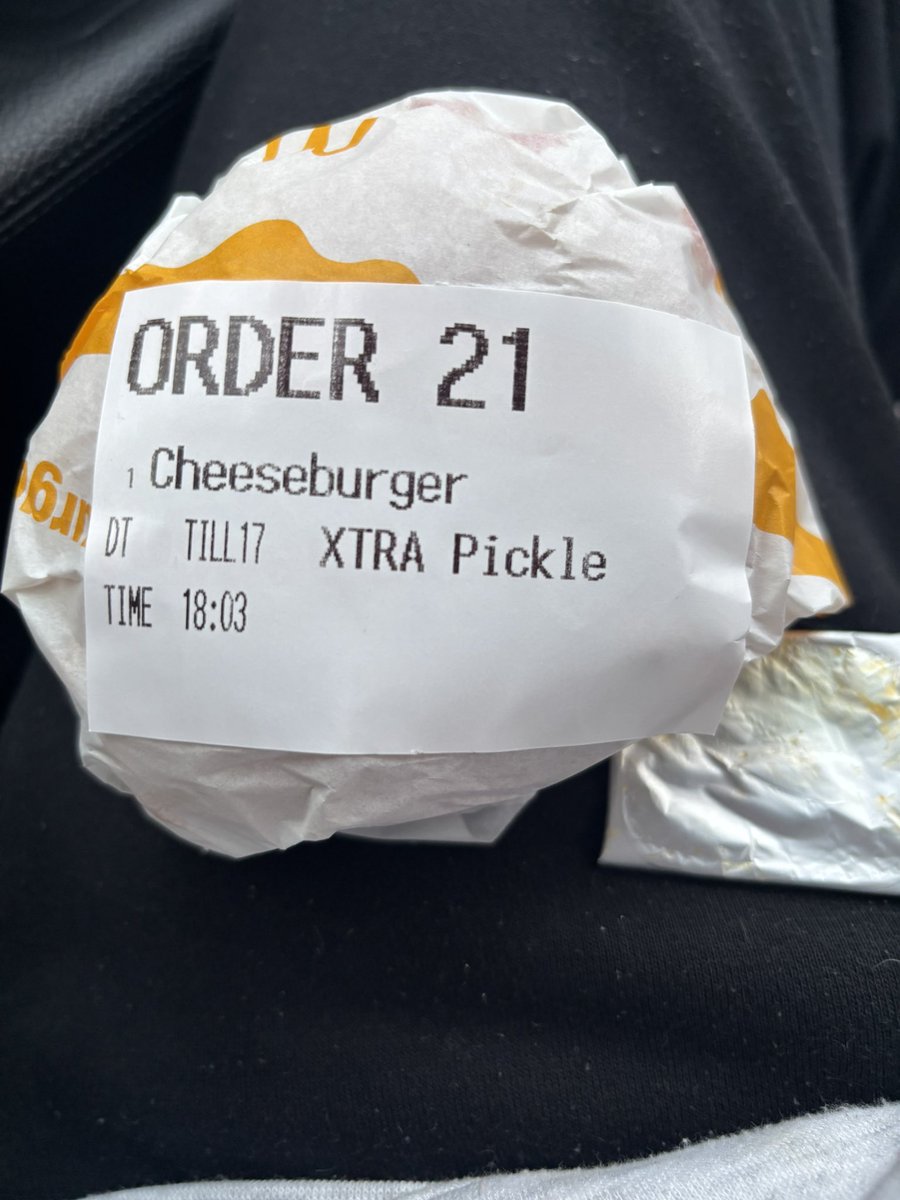 ORDER 21
1 Cheeseburger
DT TILL17 XTRA Pickle
TIME 18:03